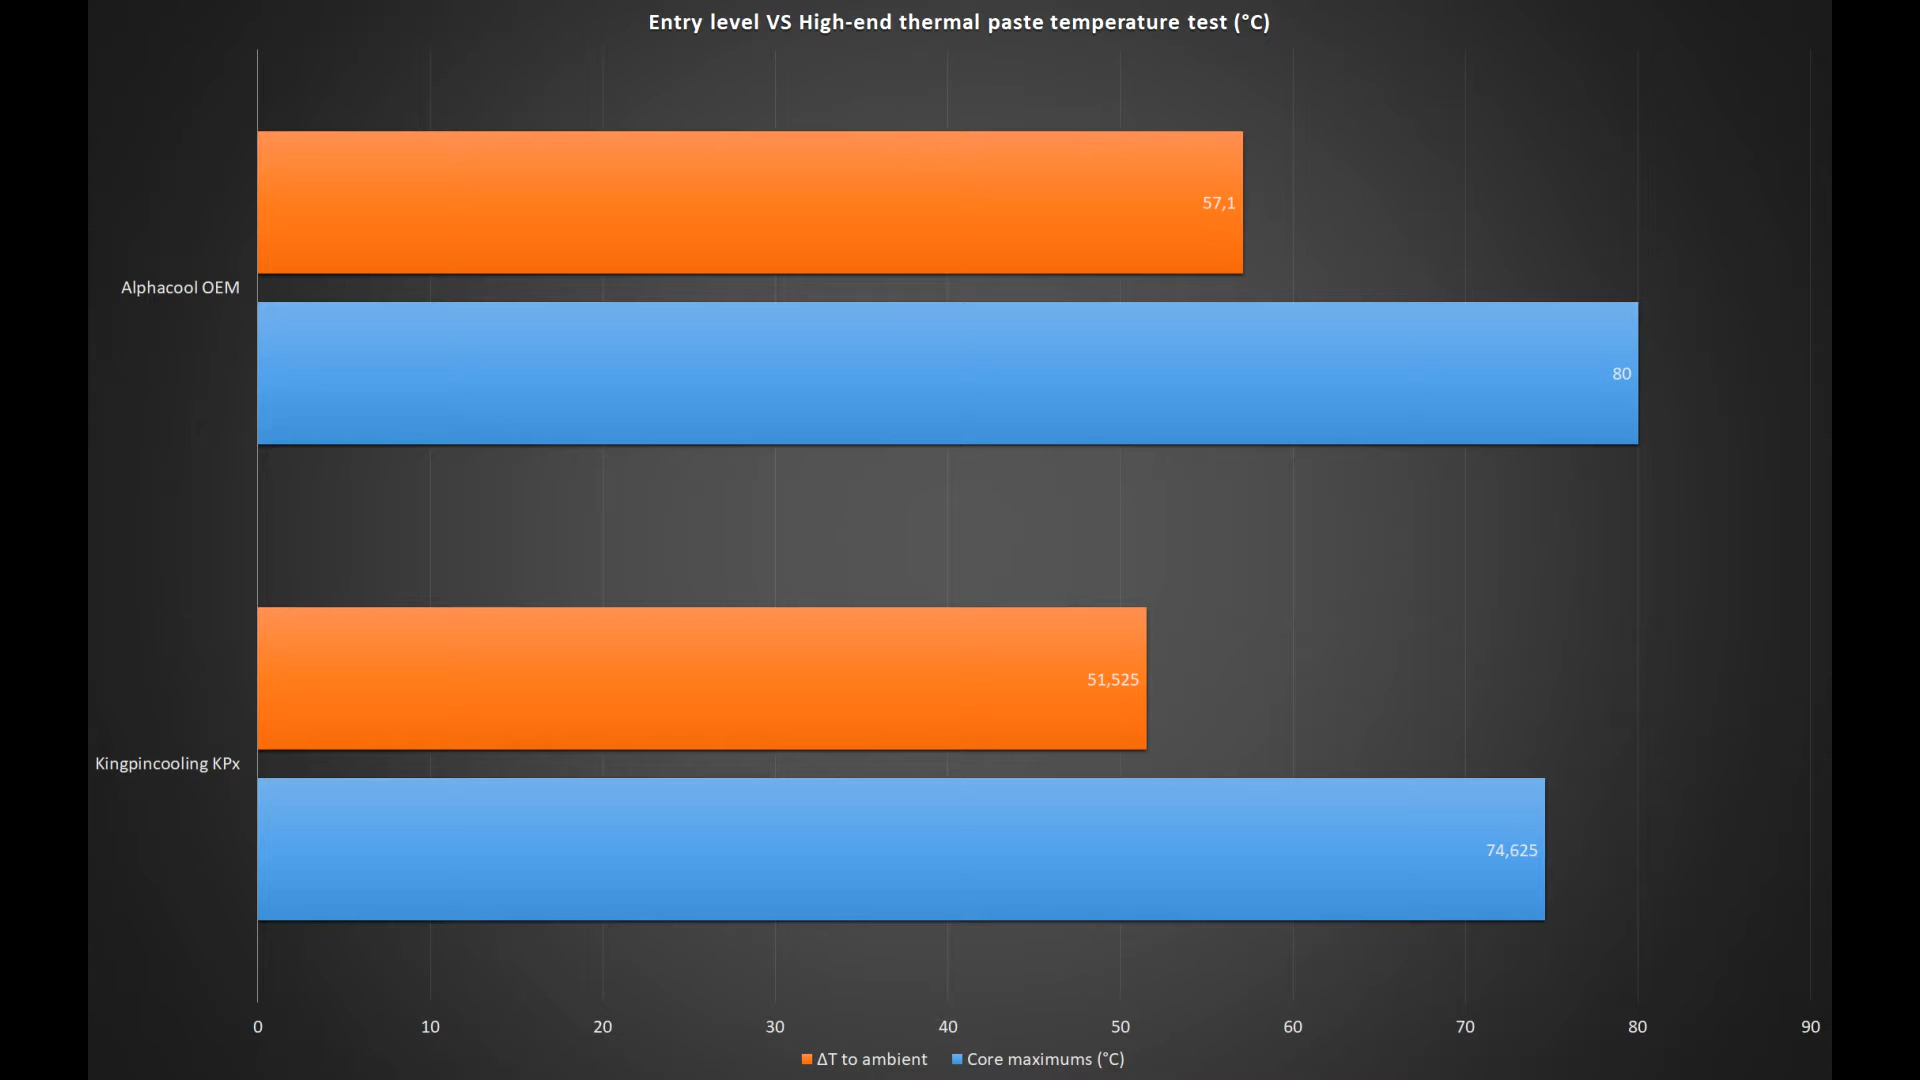 Entry level VS High-end thermal paste temperature test (°C)
57,1
Alphacool OEM
80
51,525
Kingpincooling KPx
74,625
0 10 20 30 40 50 60 70 80 90
ΔT to ambient Core maximums (°C)